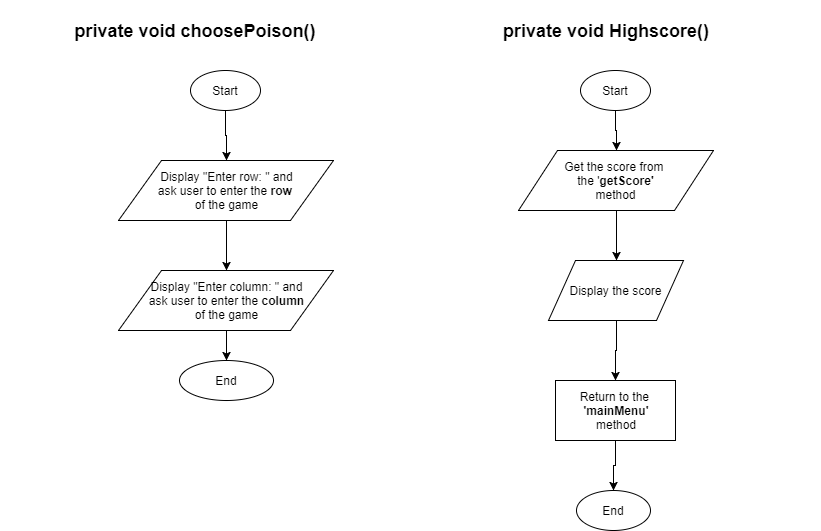 private void choosePoison()
Start
Display "Enter row: " and
ask user to enter the row
of the game
Display "Enter column: " and
ask user to enter the column
of the game
End
private void Highscore()
Start
Get the score from
the 'getScore'
method
Display the score
Return to the
'mainMenu'
method
End